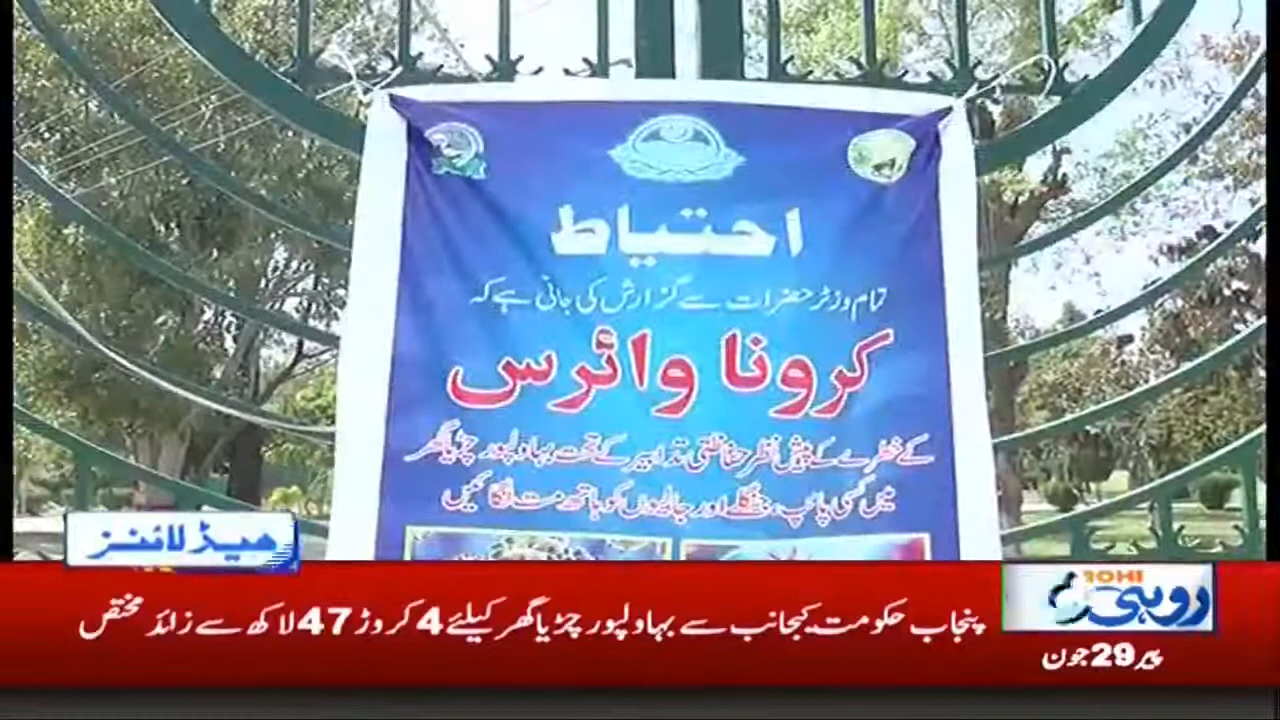 احتیاط
تمام وزٹر حضرات سے گزارش کی جاتی ہے کہ
کرونا وائرس
کے خطرے کے پیش نظر حفاظتی تدابیر کے تحت بہاولپور چڑیا گھر
میں کسی پائپ، جنگلے اور جالیوں کو ہاتھ مت لگائیں
ھیڈ لائنز
ROHI
روہی
پنجاب حکومت کیجانب سے بہاولپور چڑیا گھر کیلئے 4 کروڑ 47 لاکھ سے زائد مختص
پیر 29 جون